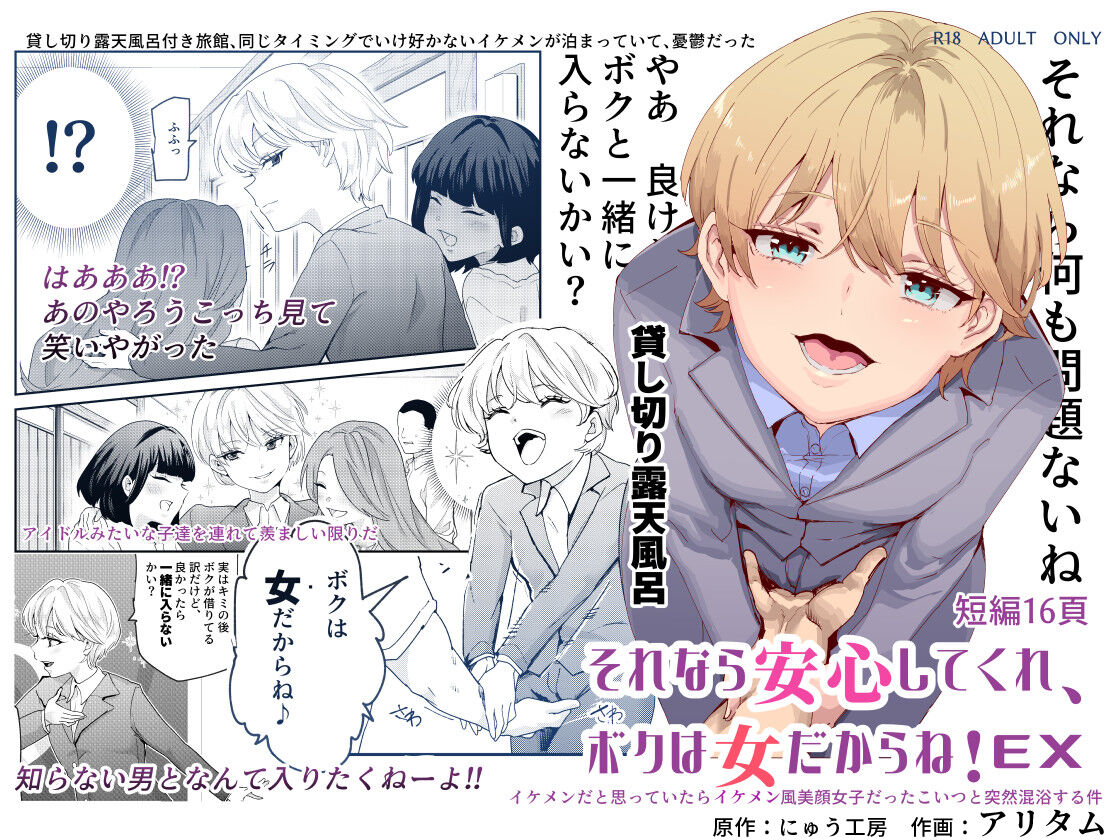 貸し切り露天風呂付き旅館、同じタイミングでいけ好かないイケメンが泊まっていて、憂鬱だった
R18 ADULT ONLY
それなら何も問題ないね
やあ 良け
ボクと一緒に
入らないかい?
貸し切り露天風呂
!?
ふふっ
チラ
はあああ!?
あのやろうこっち見て
笑いやがった
アイドルみたいな子達を連れて羨ましい限りだ
実はキミの後
ボクが借りてる
訳だけど、
良かったら
一緒に入らない
かい?
ボクは
女だからね♪
さわ
さわ
知らない男となんて入りたくねーよ!!
短編16頁
それなら安心してくれ、
ボクは女だからね!EX
イケメンだと思っていたらイケメン風美顔女子だったこいつと突然混浴する件
原作:にゅう工房 作画:アリタム